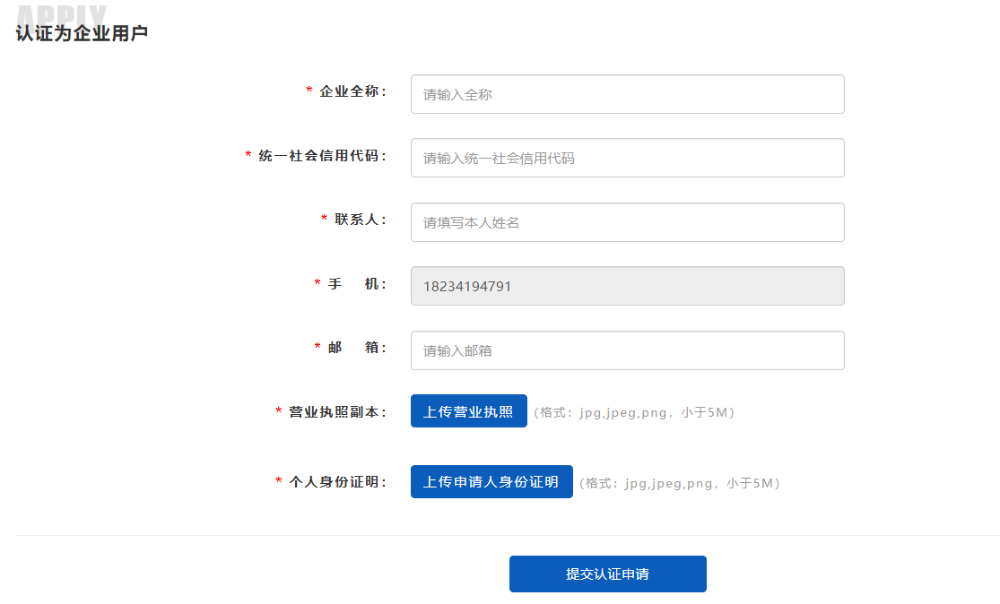 APPLY
认证为企业用户
* 企业全称： 请输入全称
* 统一社会信用代码： 请输入统一社会信用代码
* 联系人： 请填写本人姓名
* 手 机： 18234194791
* 邮 箱： 请输入邮箱
* 营业执照副本： 上传营业执照 (格式：jpg,jpeg,png，小于5M)
* 个人身份证明： 上传申请人身份证明 (格式：jpg,jpeg,png，小于5M)
提交认证申请